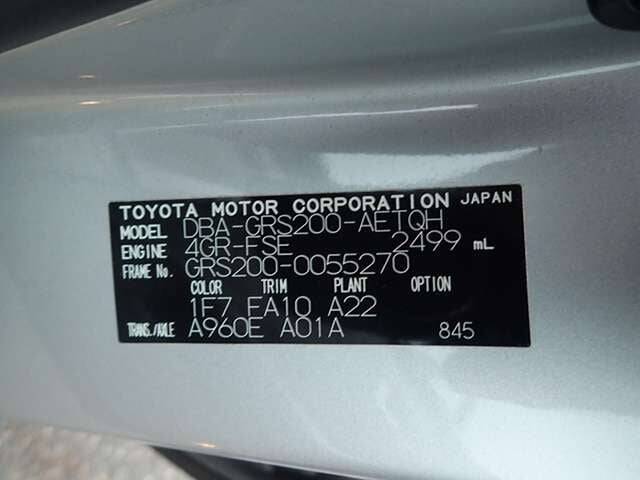 TOYOTA MOTOR CORPORATION JAPAN
MODEL DBA-GRS200-AETQH
ENGINE 4GR-FSE 2499 mL
FRAME No. GRS200-0055270
COLOR TRIM PLANT OPTION
1F7 FA10 A22
TRANS./AXLE A960E A01A 845